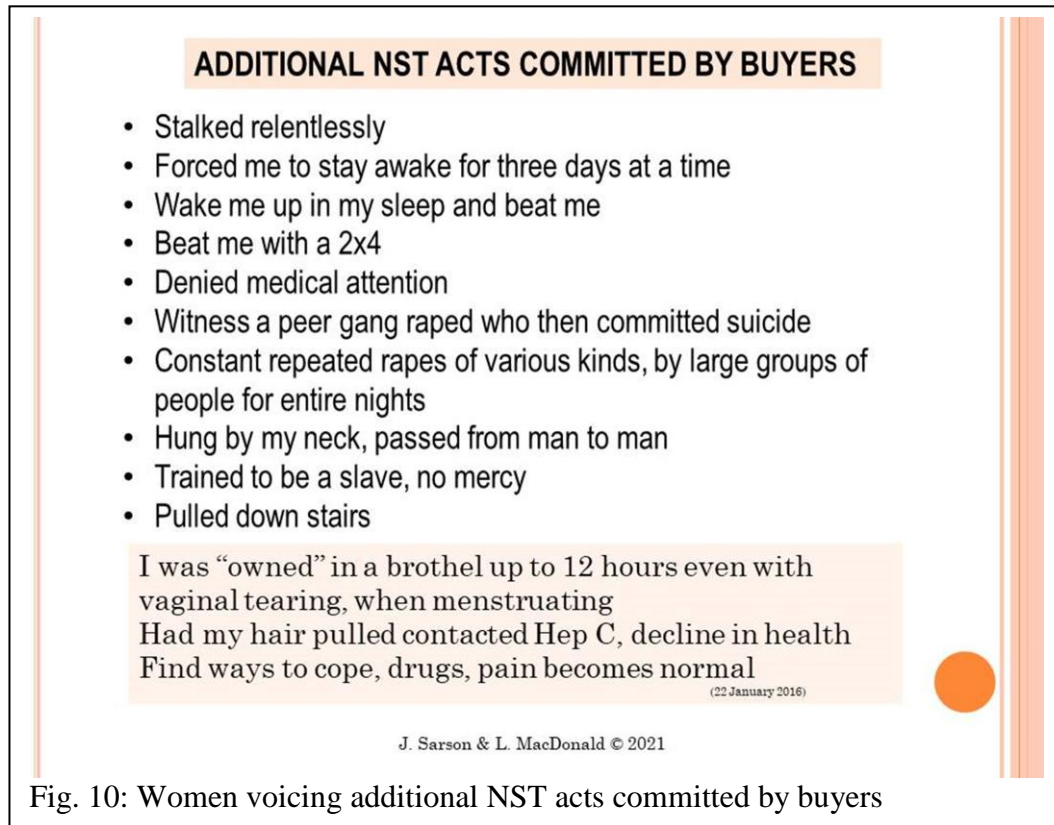 ADDITIONAL NST ACTS COMMITTED BY BUYERS
• Stalked relentlessly
• Forced me to stay awake for three days at a time
• Wake me up in my sleep and beat me
• Beat me with a 2x4
• Denied medical attention
• Witness a peer gang raped who then committed suicide
• Constant repeated rapes of various kinds, by large groups of
people for entire nights
• Hung by my neck, passed from man to man
• Trained to be a slave, no mercy
• Pulled down stairs
I was “owned” in a brothel up to 12 hours even with
vaginal tearing, when menstruating
Had my hair pulled contacted Hep C, decline in health
Find ways to cope, drugs, pain becomes normal
(22 January 2016)
J. Sarson & L. MacDonald © 2021
Fig. 10: Women voicing additional NST acts committed by buyers